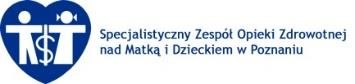 Specjalistyczny Zespół Opieki Zdrowotnej
nad Matką i Dzieckiem w Poznaniu